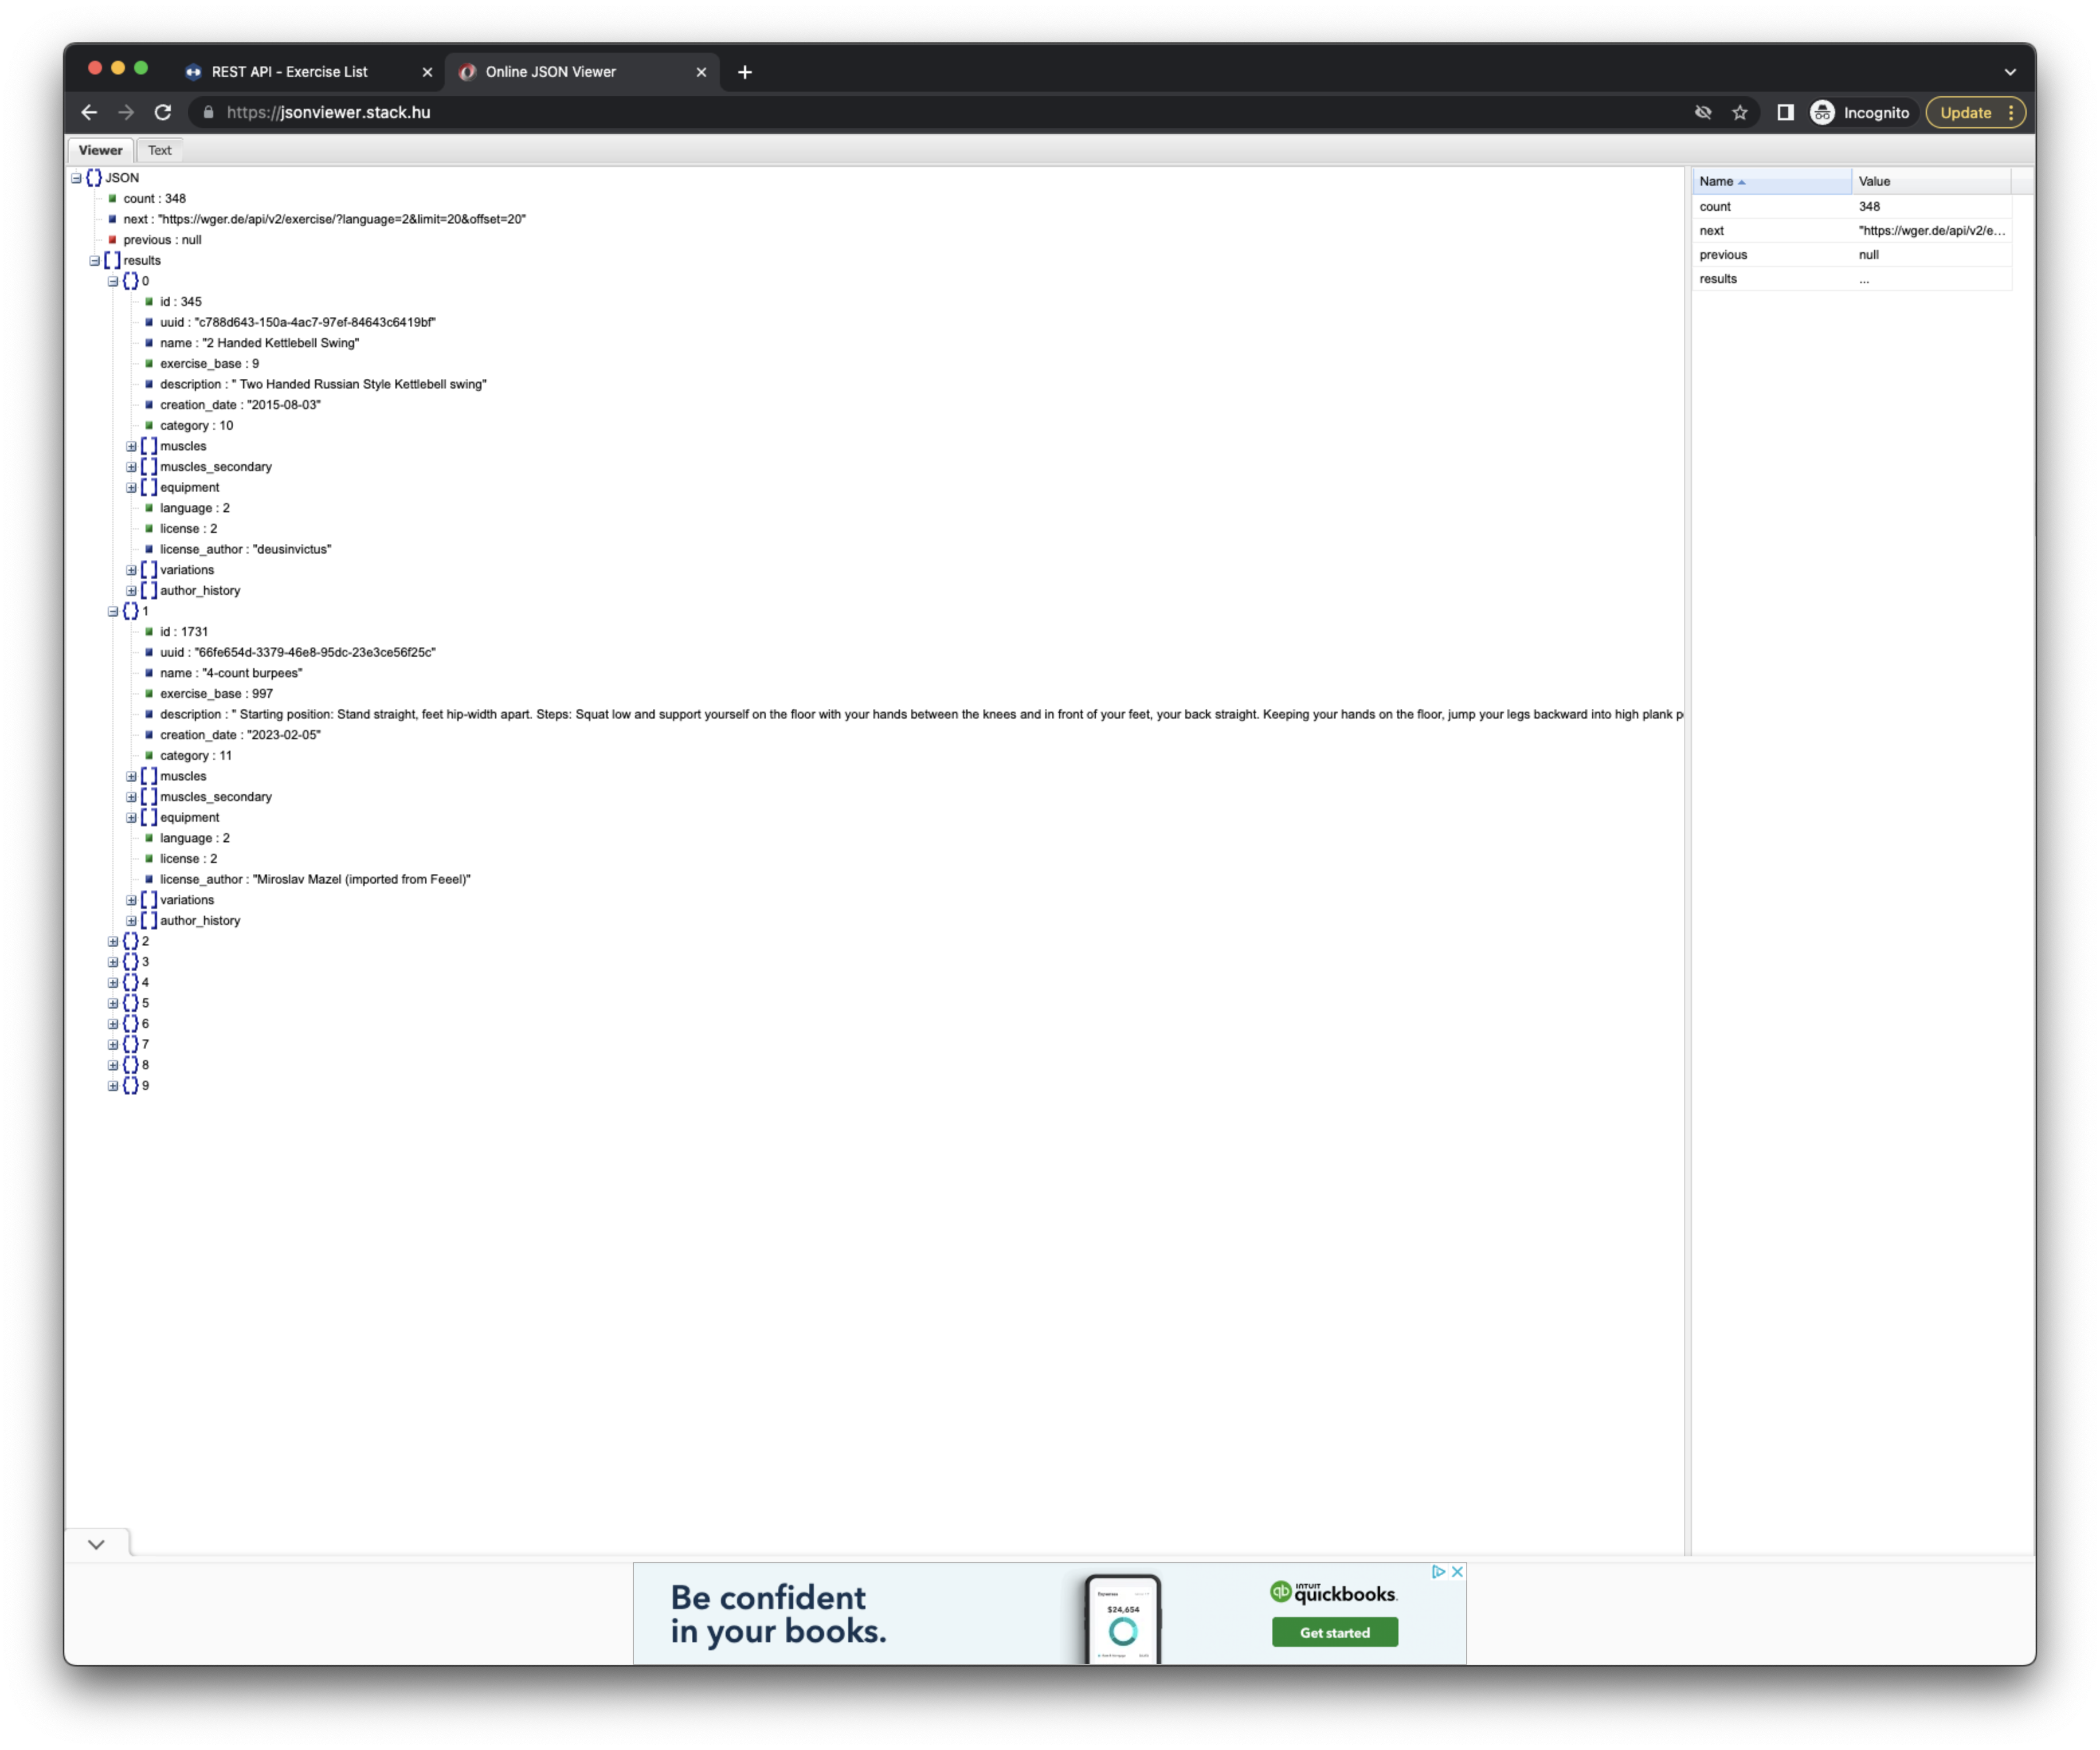 REST API - Exercise List
Online JSON Viewer
https://jsonviewer.stack.hu
Incognito
Update
Viewer
Text
JSON
count : 348
next : "https://wger.de/api/v2/exercise/?language=2&limit=20&offset=20"
previous : null
results
0
id : 345
uuid : "c788d643-150a-4ac7-97ef-84643c6419bf"
name : "2 Handed Kettlebell Swing"
exercise_base : 9
description : " Two Handed Russian Style Kettlebell swing"
creation_date : "2015-08-03"
category : 10
muscles
muscles_secondary
equipment
language : 2
license : 2
license_author : "deusinvictus"
variations
author_history
1
id : 1731
uuid : "66fe654d-3379-46e8-95dc-23e3ce56f25c"
name : "4-count burpees"
exercise_base : 997
description : " Starting position: Stand straight, feet hip-width apart. Steps: Squat low and support yourself on the floor with your hands between the knees and in front of your feet, your back straight. Keeping your hands on the floor, jump your legs backward into high plank p
creation_date : "2023-02-05"
category : 11
muscles
muscles_secondary
equipment
language : 2
license : 2
license_author : "Miroslav Mazel (imported from Feeel)"
variations
author_history
2
3
4
5
6
7
8
9
Name Value
count 348
next "https://wger.de/api/v2/e...
previous null
results ...
Be confident
in your books.
$24,654
qb INTUIT
quickbooks.
Get started